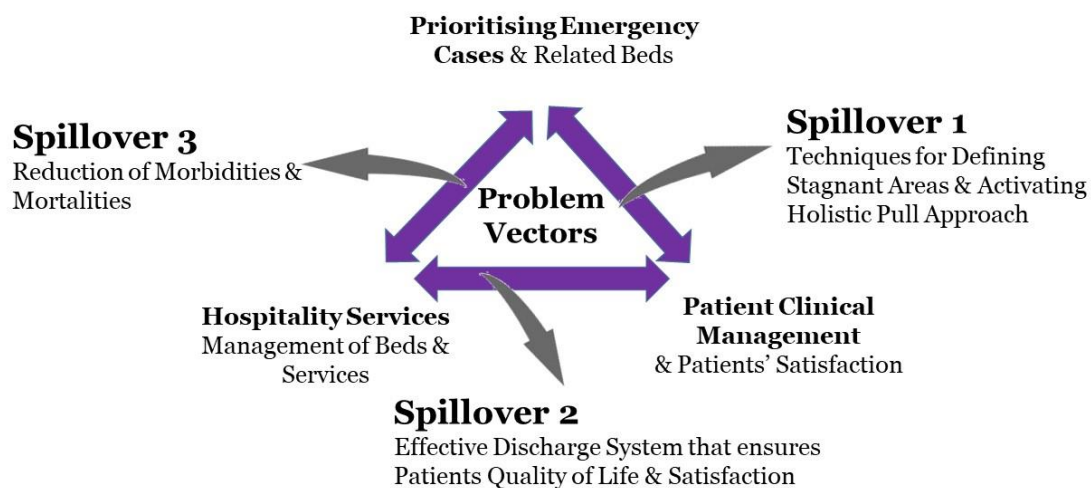 Prioritising Emergency
Cases & Related Beds
Spillover 3
Reduction of Morbidities &
Mortalities
Spillover 1
Techniques for Defining
Stagnant Areas & Activating
Holistic Pull Approach
Problem
Vectors
Hospitality Services
Management of Beds &
Services
Patient Clinical
Management
& Patients’ Satisfaction
Spillover 2
Effective Discharge System that ensures
Patients Quality of Life & Satisfaction